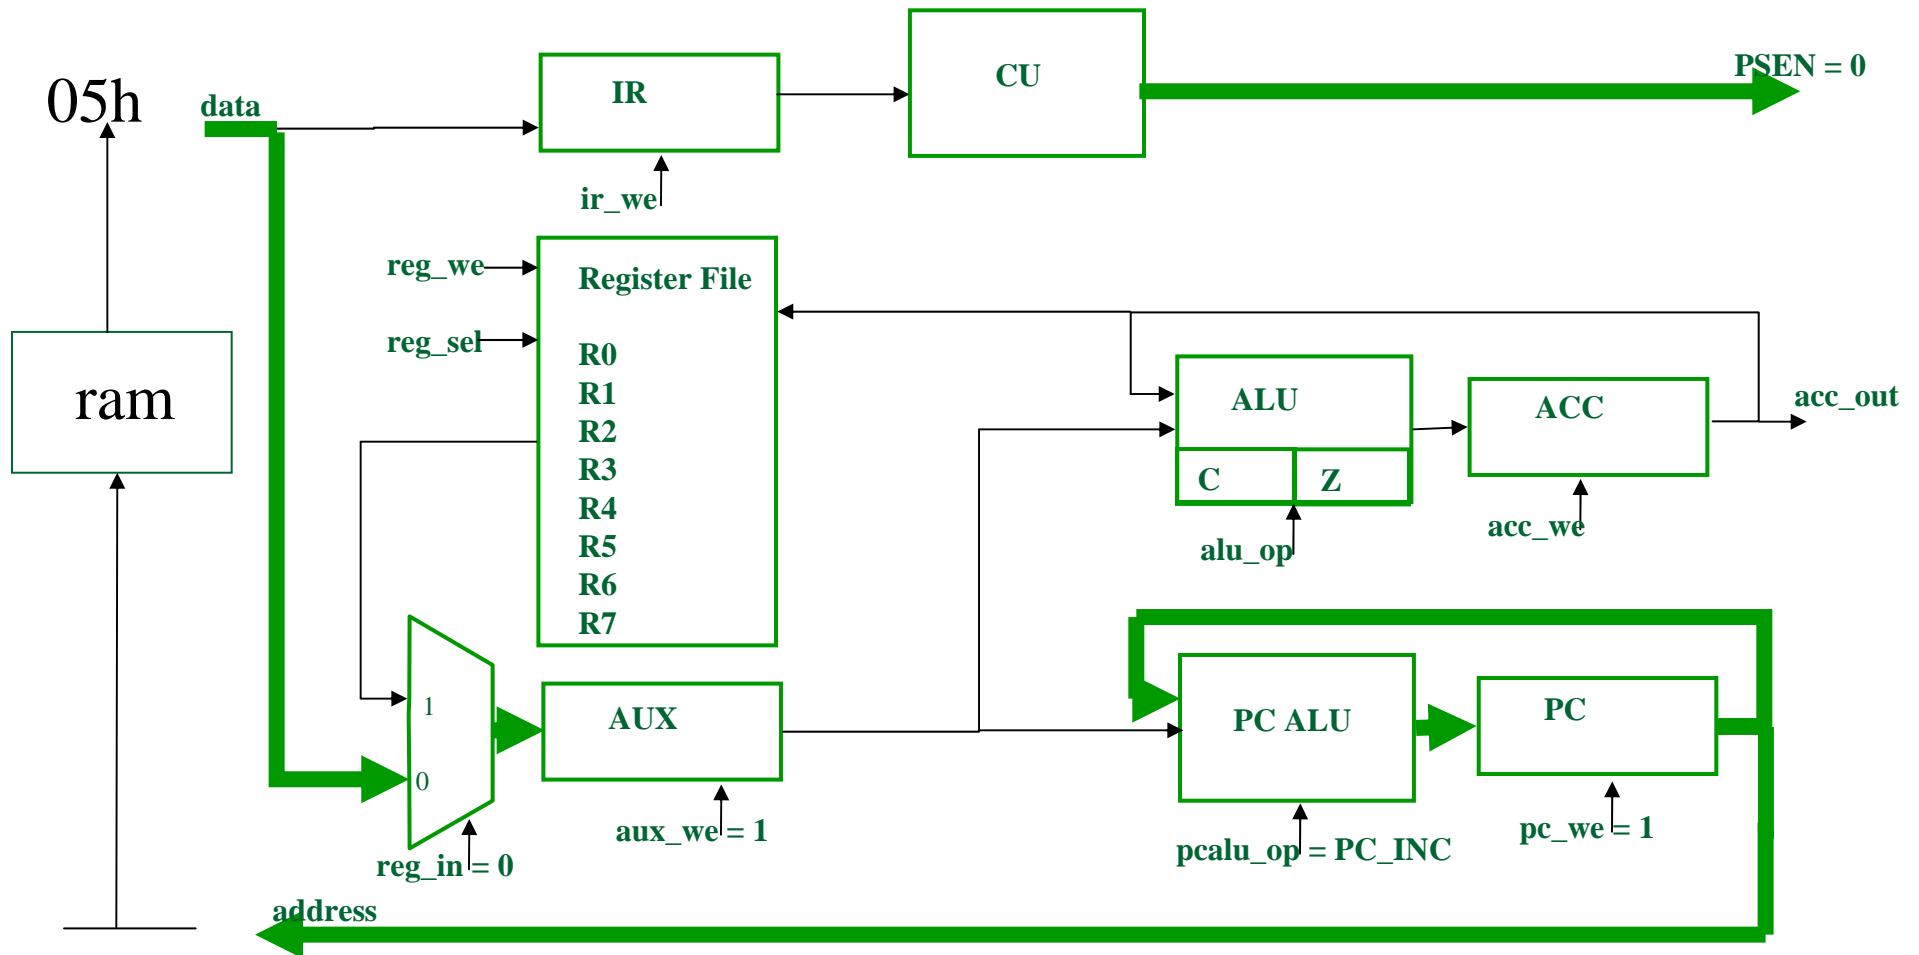 05h
data
IR
CU
PSEN = 0
ir_we
reg_we
reg_sel
Register File
R0
R1
R2
R3
R4
R5
R6
R7
ram
ALU
C
Z
alu_op
ACC
acc_we
acc_out
1
0
reg_in = 0
AUX
aux_we = 1
PC ALU
pcalu_op = PC_INC
PC
pc_we = 1
address